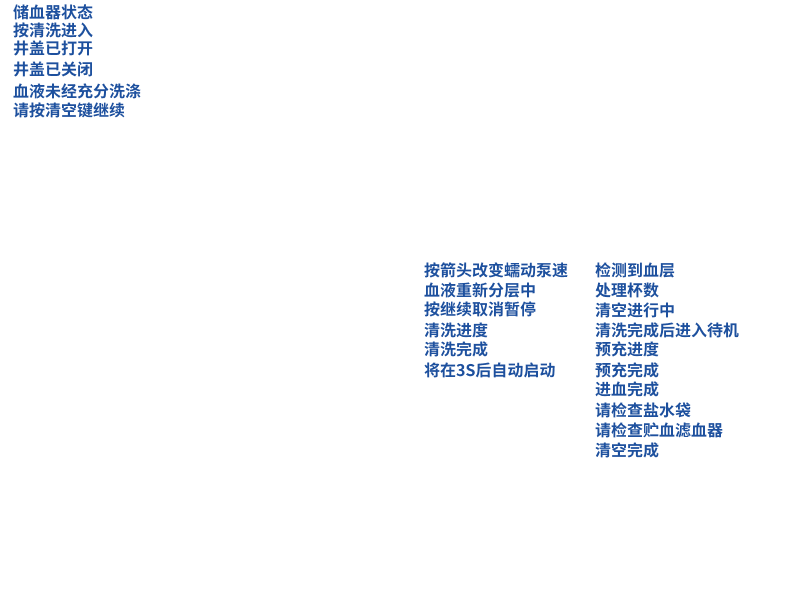 储血器状态
按清洗进入
井盖已打开
井盖已关闭
血液未经充分洗涤
请按清空键继续
按箭头改变蠕动泵速
血液重新分层中
按继续取消暂停
清洗进度
清洗完成
将在3S后自动启动
检测到血层
处理杯数
清空进行中
清洗完成后进入待机
预充进度
预充完成
进血完成
请检查盐水袋
请检查贮血滤血器
清空完成